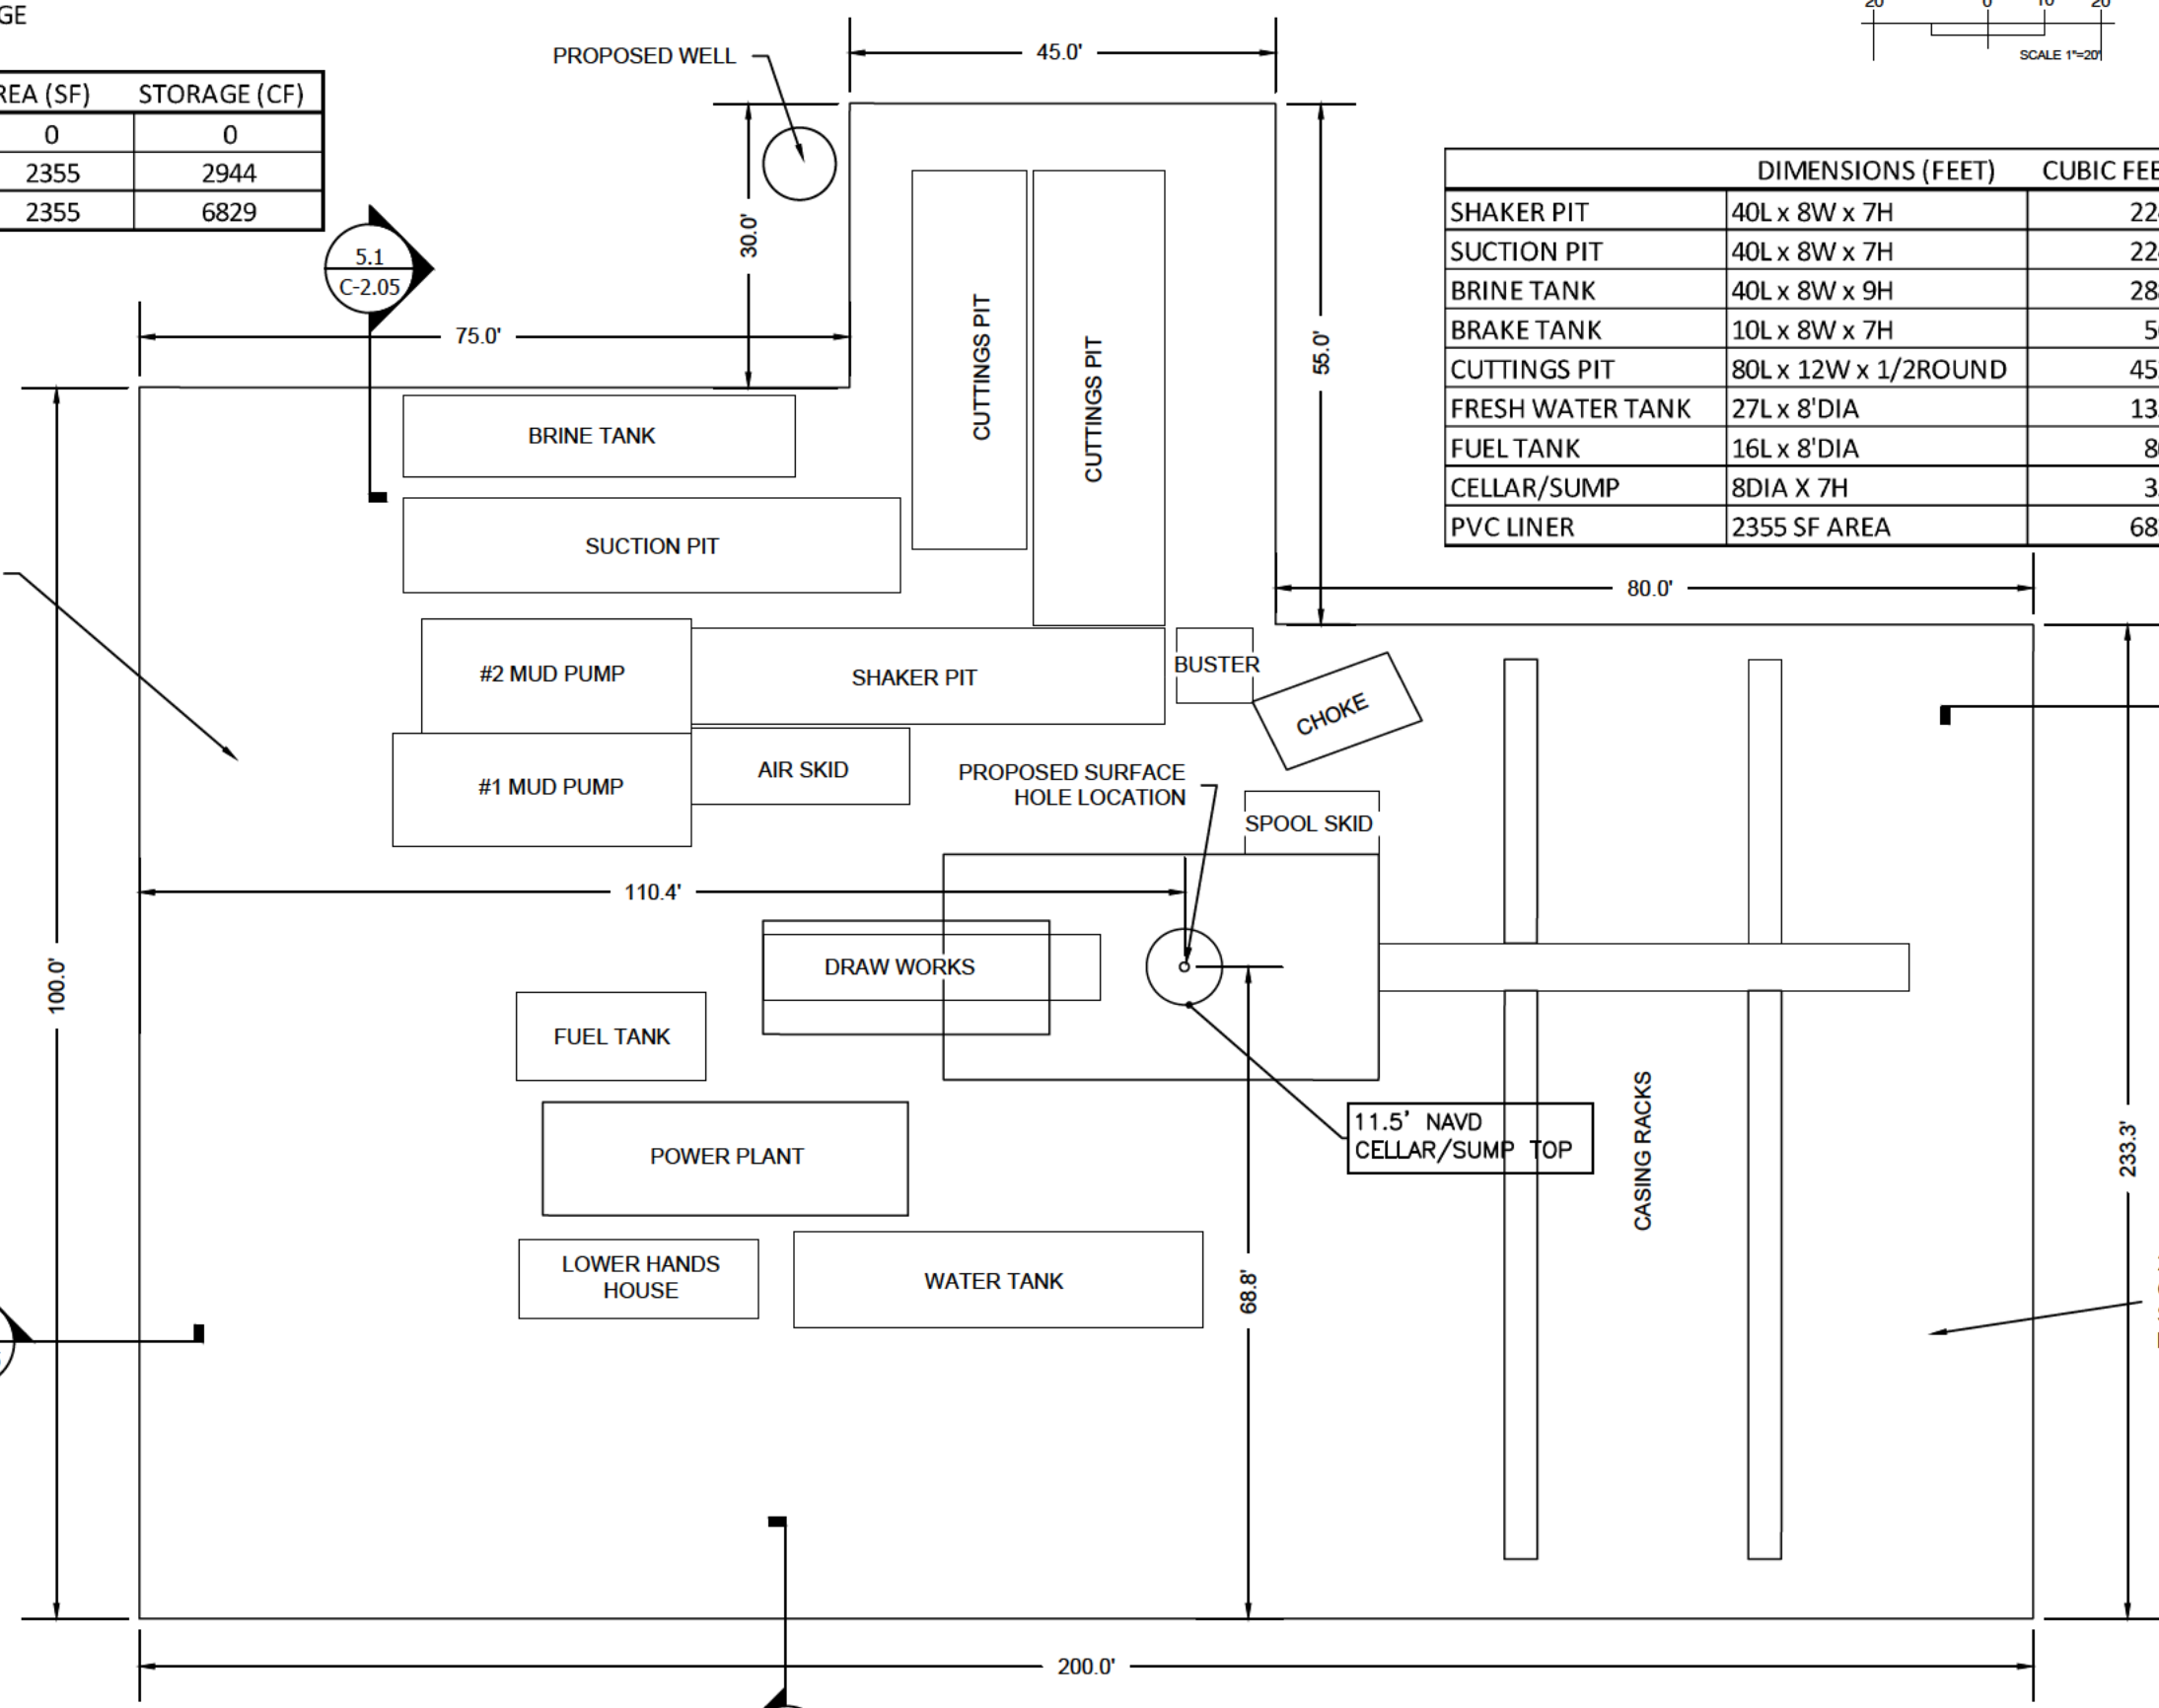 20 0 10 20
SCALE 1"=20'
STORAGE (CF)
0 0
2355 2944
2355 6829
PROPOSED WELL
45.0'
30.0'
5.1
C-2.05
75.0'
55.0'
DIMENSIONS (FEET) CUBIC
SHAKER PIT 40L x 8W x 7H
SUCTION PIT 40L x 8W x 7H
BRINE TANK 40L x 8W x 9H
BRAKE TANK 10L x 8W x 7H
CUTTINGS PIT 80L x 12W x 1/2ROUND
FRESH WATER TANK 27L x 8'DIA
FUEL TANK 16L x 8'DIA
CELLAR/SUMP 8DIA X 7H
PVC LINER 2355 SF AREA
80.0'
CUTTINGS PIT
CUTTINGS PIT
BRINE TANK
SUCTION PIT
#2 MUD PUMP
SHAKER PIT
BUSTER
CHOKE
#1 MUD PUMP
AIR SKID
PROPOSED SURFACE
HOLE LOCATION
SPOOL SKID
110.4'
100.0'
DRAW WORKS
FUEL TANK
POWER PLANT
11.5' NAVD
CELLAR/SUMP TOP
CASING RACKS
233.3'
LOWER HANDS
HOUSE
WATER TANK
68.8'
200.0'